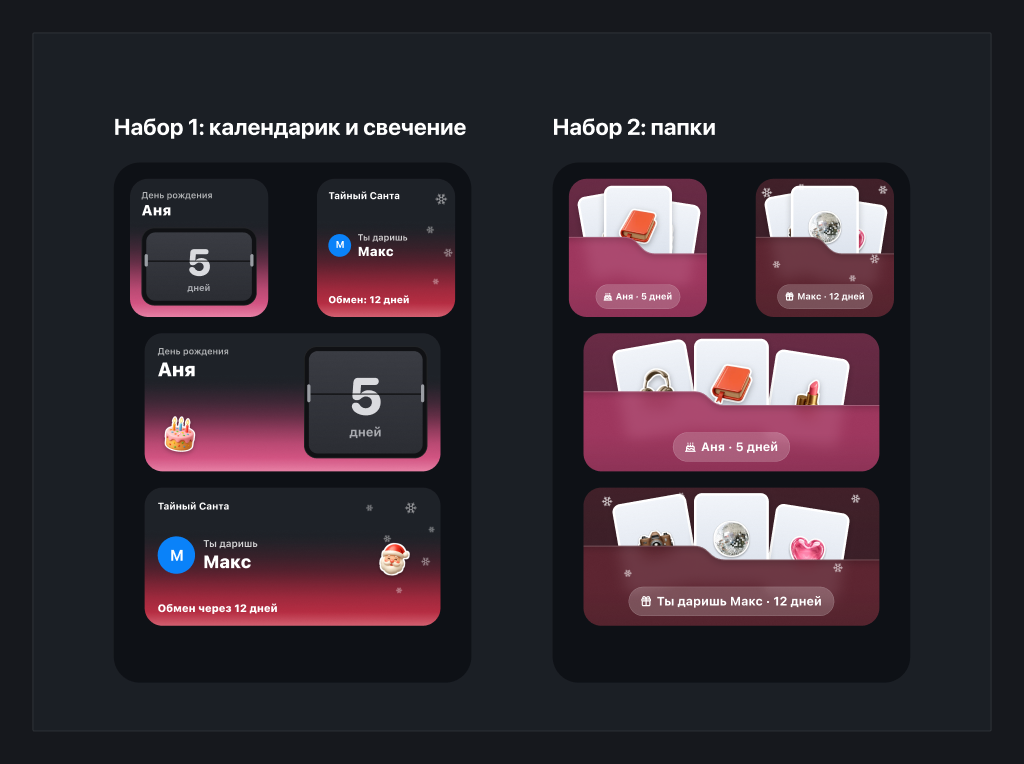 Набор 1: календарик и свечение
День рождения
Аня
5
дней
Тайный Санта
М
Ты даришь
Макс
Обмен: 12 дней
День рождения
Аня
5
дней
Тайный Санта
М
Ты даришь
Макс
Обмен через 12 дней
Набор 2: папки
Аня · 5 дней
Макс · 12 дней
Аня · 5 дней
Ты даришь Макс · 12 дней